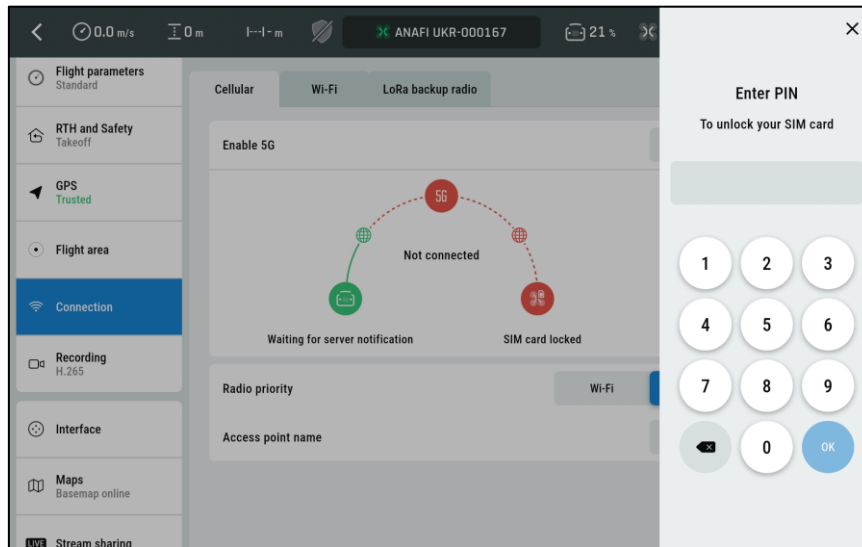 0.0 m/s
0 m
- m
ANAFI UKR-000167
21 %
Flight parameters
Standard
RTH and Safety
Takeoff
GPS
Trusted
Flight area
Connection
Recording
H.265
Interface
Maps
Basemap online
LIVE
Stream sharing
Cellular
Wi-Fi
LoRa backup radio
Enable 5G
5G
Not connected
Waiting for server notification
SIM card locked
Radio priority
Wi-Fi
Access point name
Enter PIN
To unlock your SIM card
1 2 3
4 5 6
7 8 9
0 OK